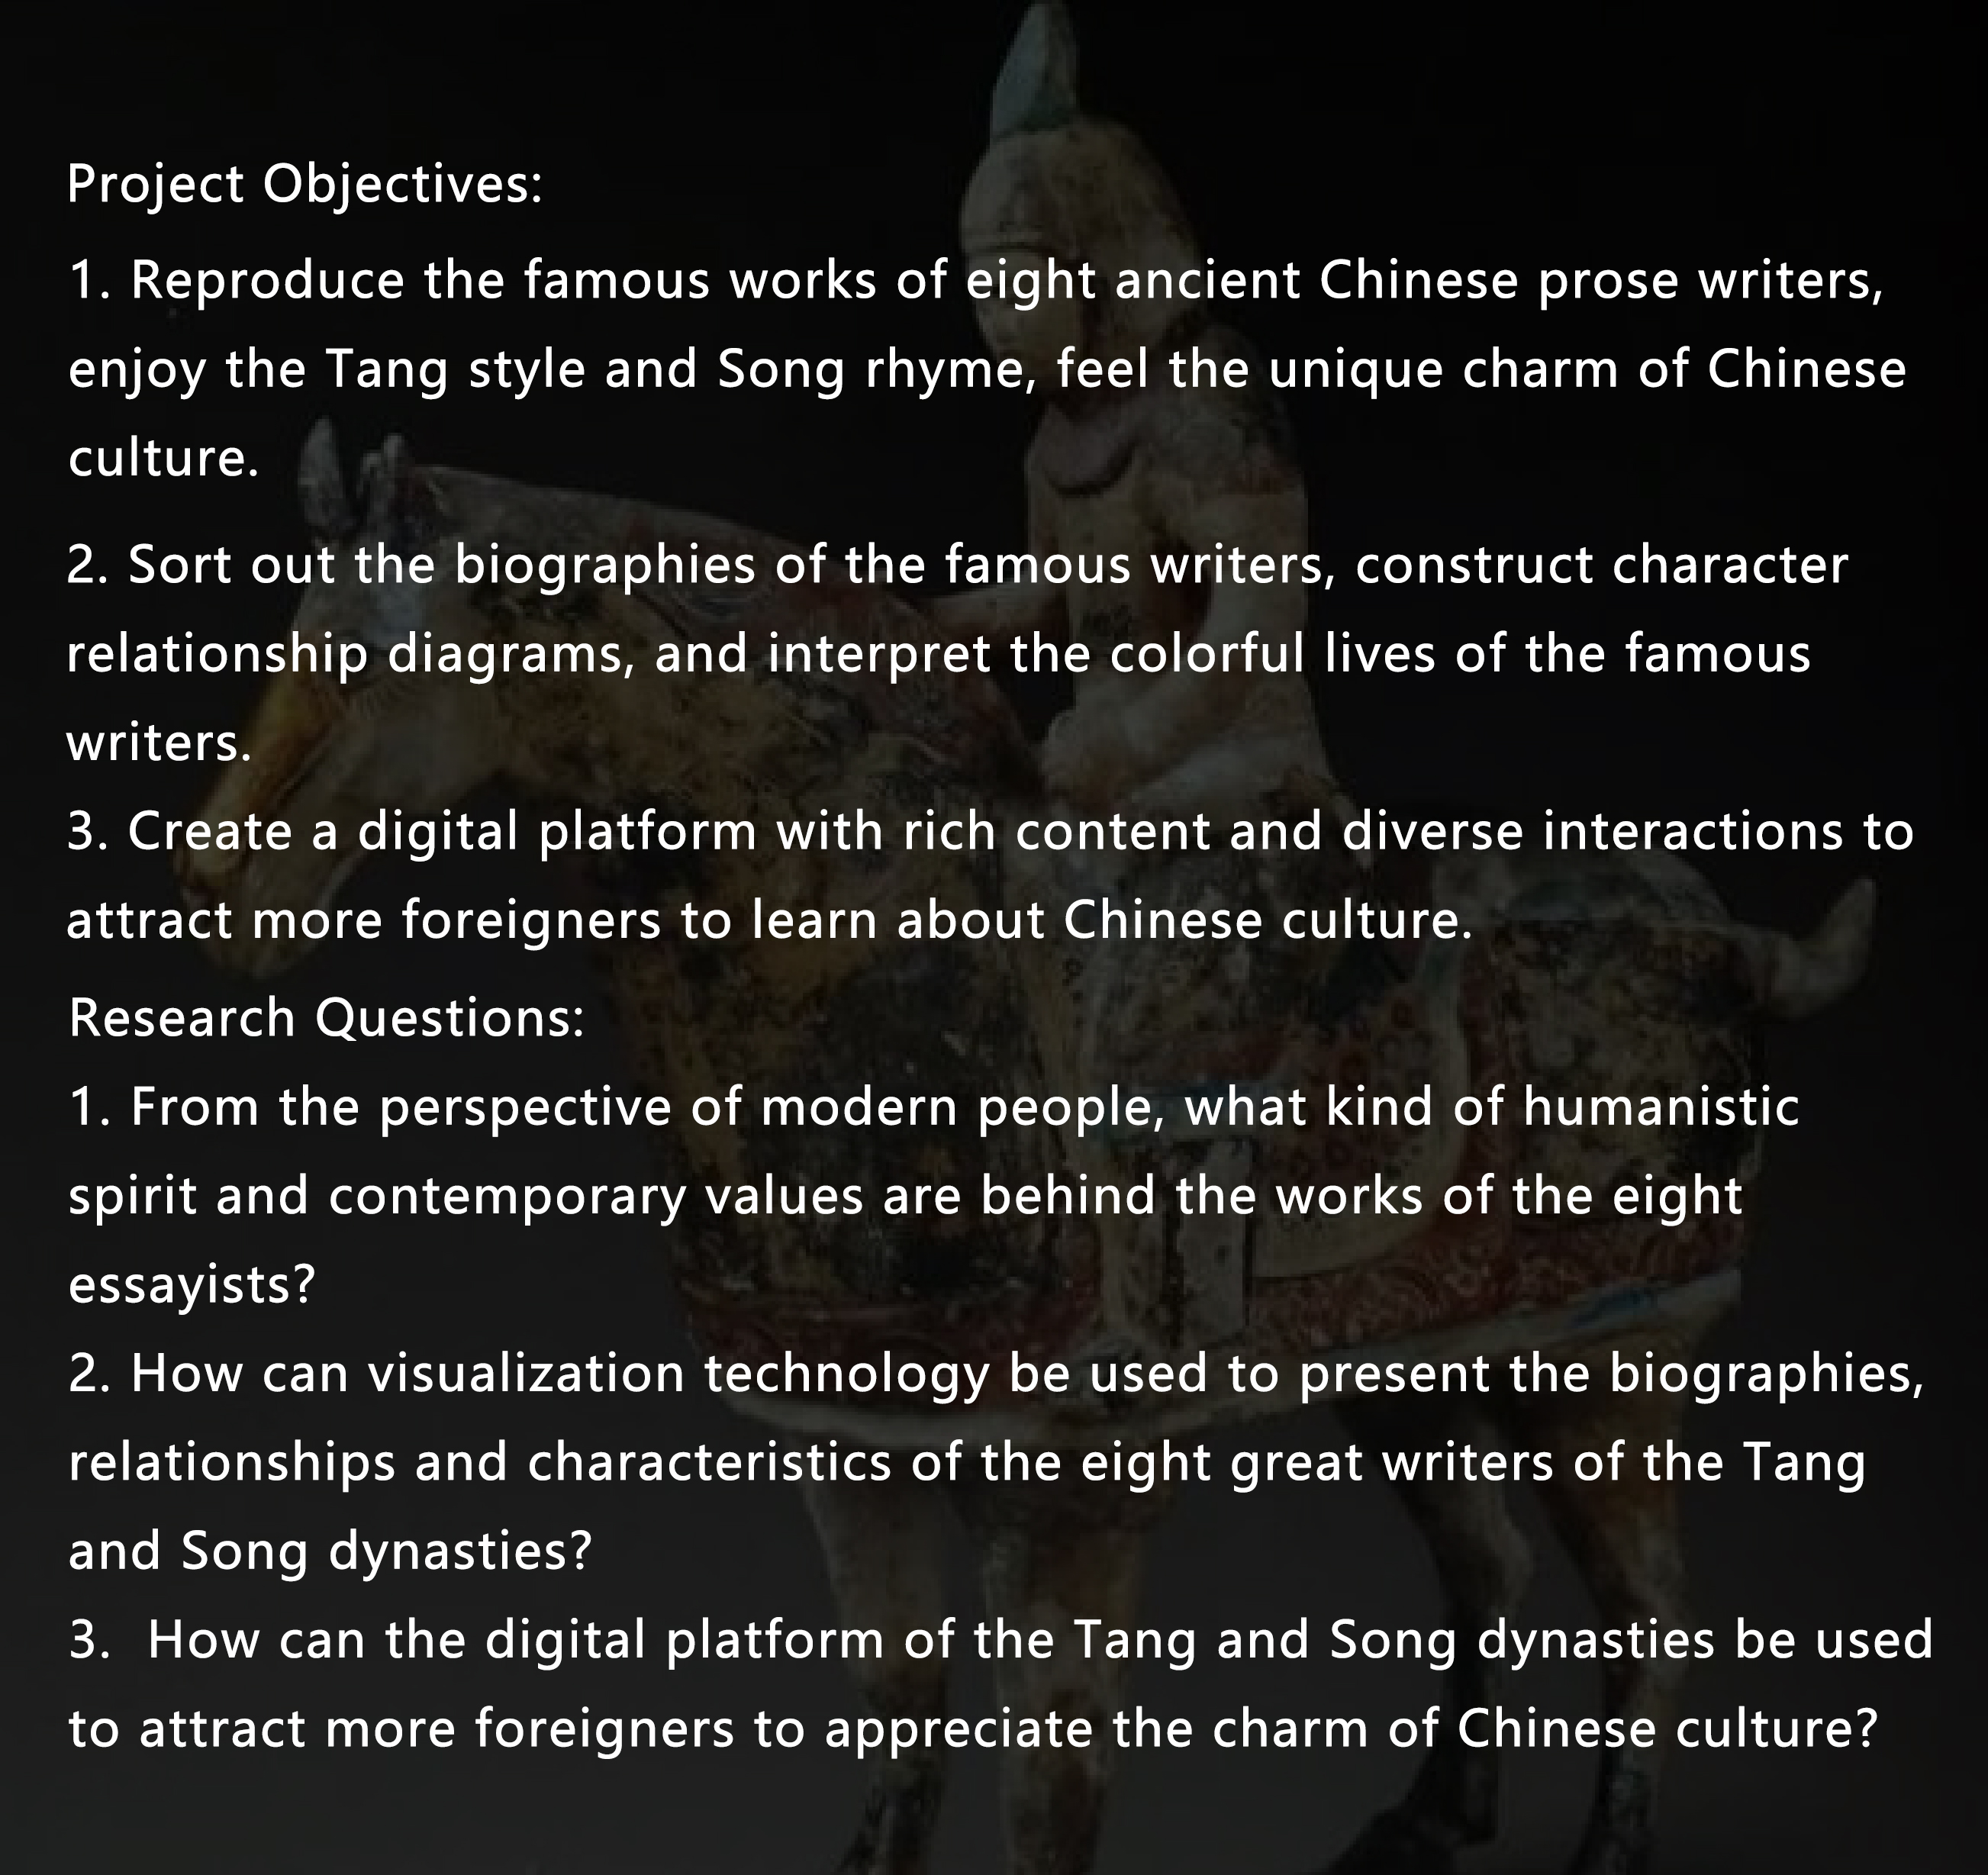 Project Objectives:
1. Reproduce the famous works of eight ancient Chinese prose writers,
enjoy the Tang style and Song rhyme, feel the unique charm of Chinese
culture.
2. Sort out the biographies of the famous writers, construct character
relationship diagrams, and interpret the colorful lives of the famous
writers.
3. Create a digital platform with rich content and diverse interactions to
attract more foreigners to learn about Chinese culture.
Research Questions:
1. From the perspective of modern people, what kind of humanistic
spirit and contemporary values are behind the works of the eight
essayists?
2. How can visualization technology be used to present the biographies,
relationships and characteristics of the eight great writers of the Tang
and Song dynasties?
3.  How can the digital platform of the Tang and Song dynasties be used
to attract more foreigners to appreciate the charm of Chinese culture?